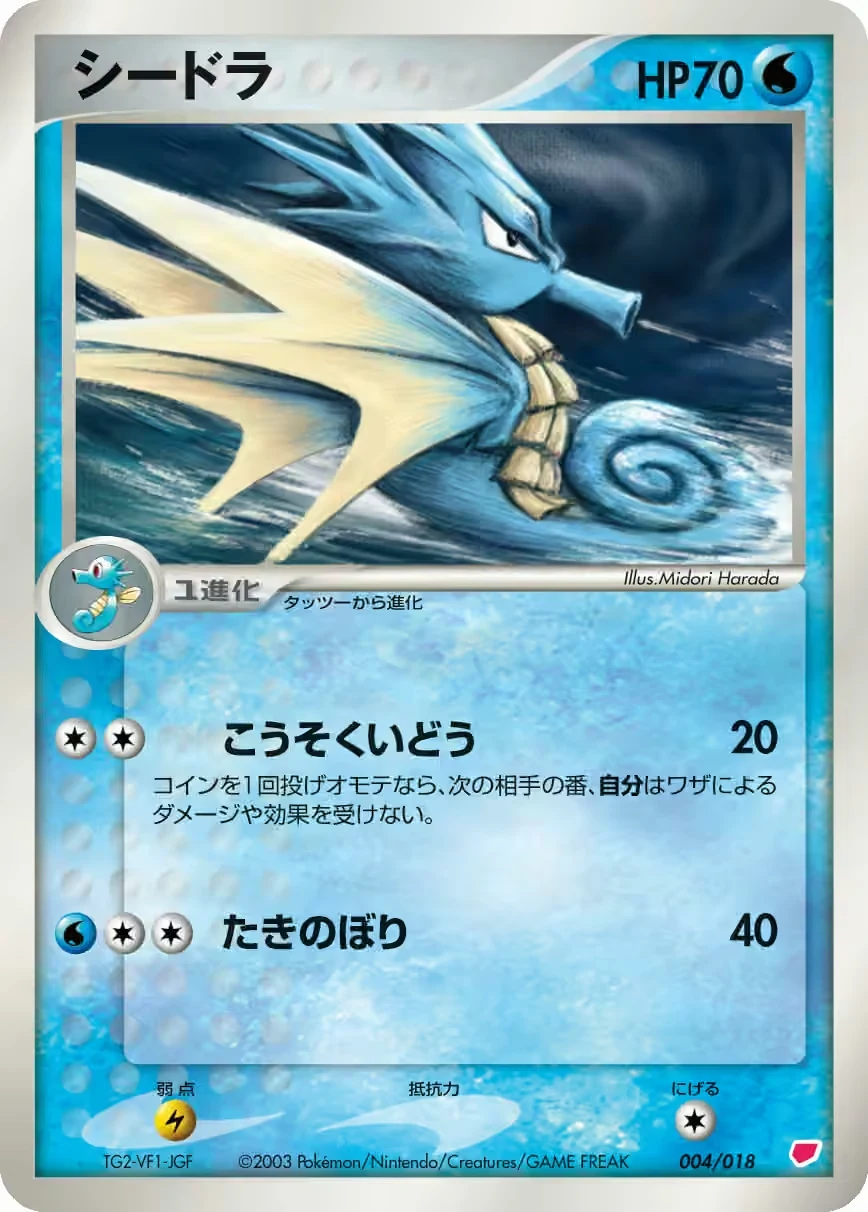 シードラ
HP70
Illus.Midori Harada
1進化
タッツーから進化
こうそくいどう 20
コインを1回投げオモテなら、次の相手の番、自分はワザによる
ダメージや効果を受けない。
たきのぼり 40
弱点 抵抗力 にげる
TG2-VF1-JGF ©2003 Pokémon/Nintendo/Creatures/GAME FREAK 004/018